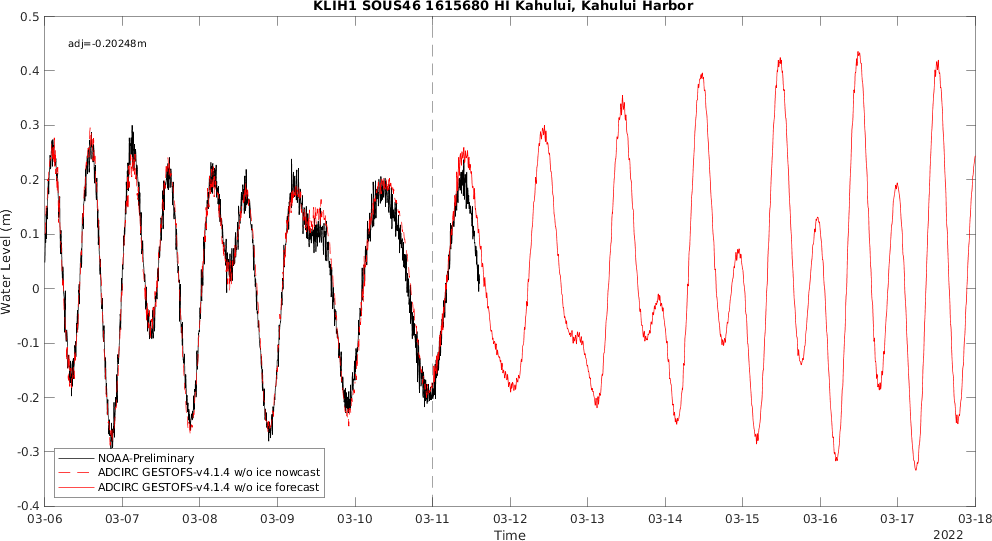 KLIH1 SOUS46 1615680 HI Kahului, Kahului Harbor
adj=-0.20248m
0.5
0.4
0.3
0.2
0.1
0
-0.1
-0.2
-0.3
-0.4
Water Level (m)
NOAA-Preliminary
ADCIRC GESTOFS-v4.1.4 w/o ice nowcast
ADCIRC GESTOFS-v4.1.4 w/o ice forecast
03-06 03-07 03-08 03-09 03-10 03-11 03-12 03-13 03-14 03-15 03-16 03-17 03-18
Time
2022